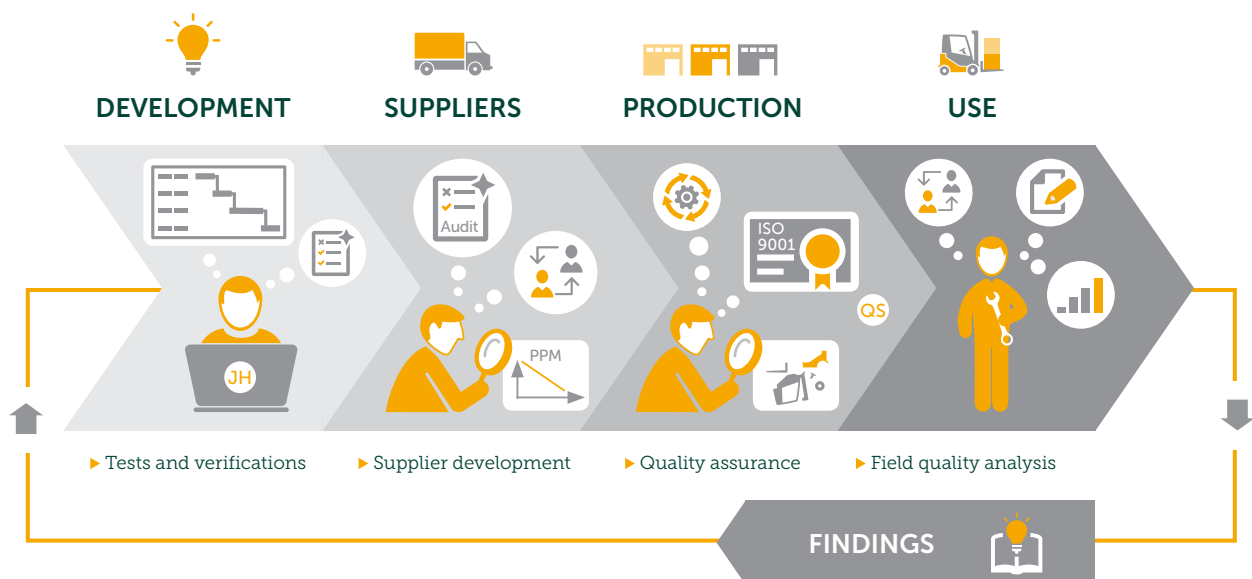 DEVELOPMENT
SUPPLIERS
PRODUCTION
USE
JH
Audit
PPM
ISO
9001
QS
Tests and verifications
Supplier development
Quality assurance
Field quality analysis
FINDINGS